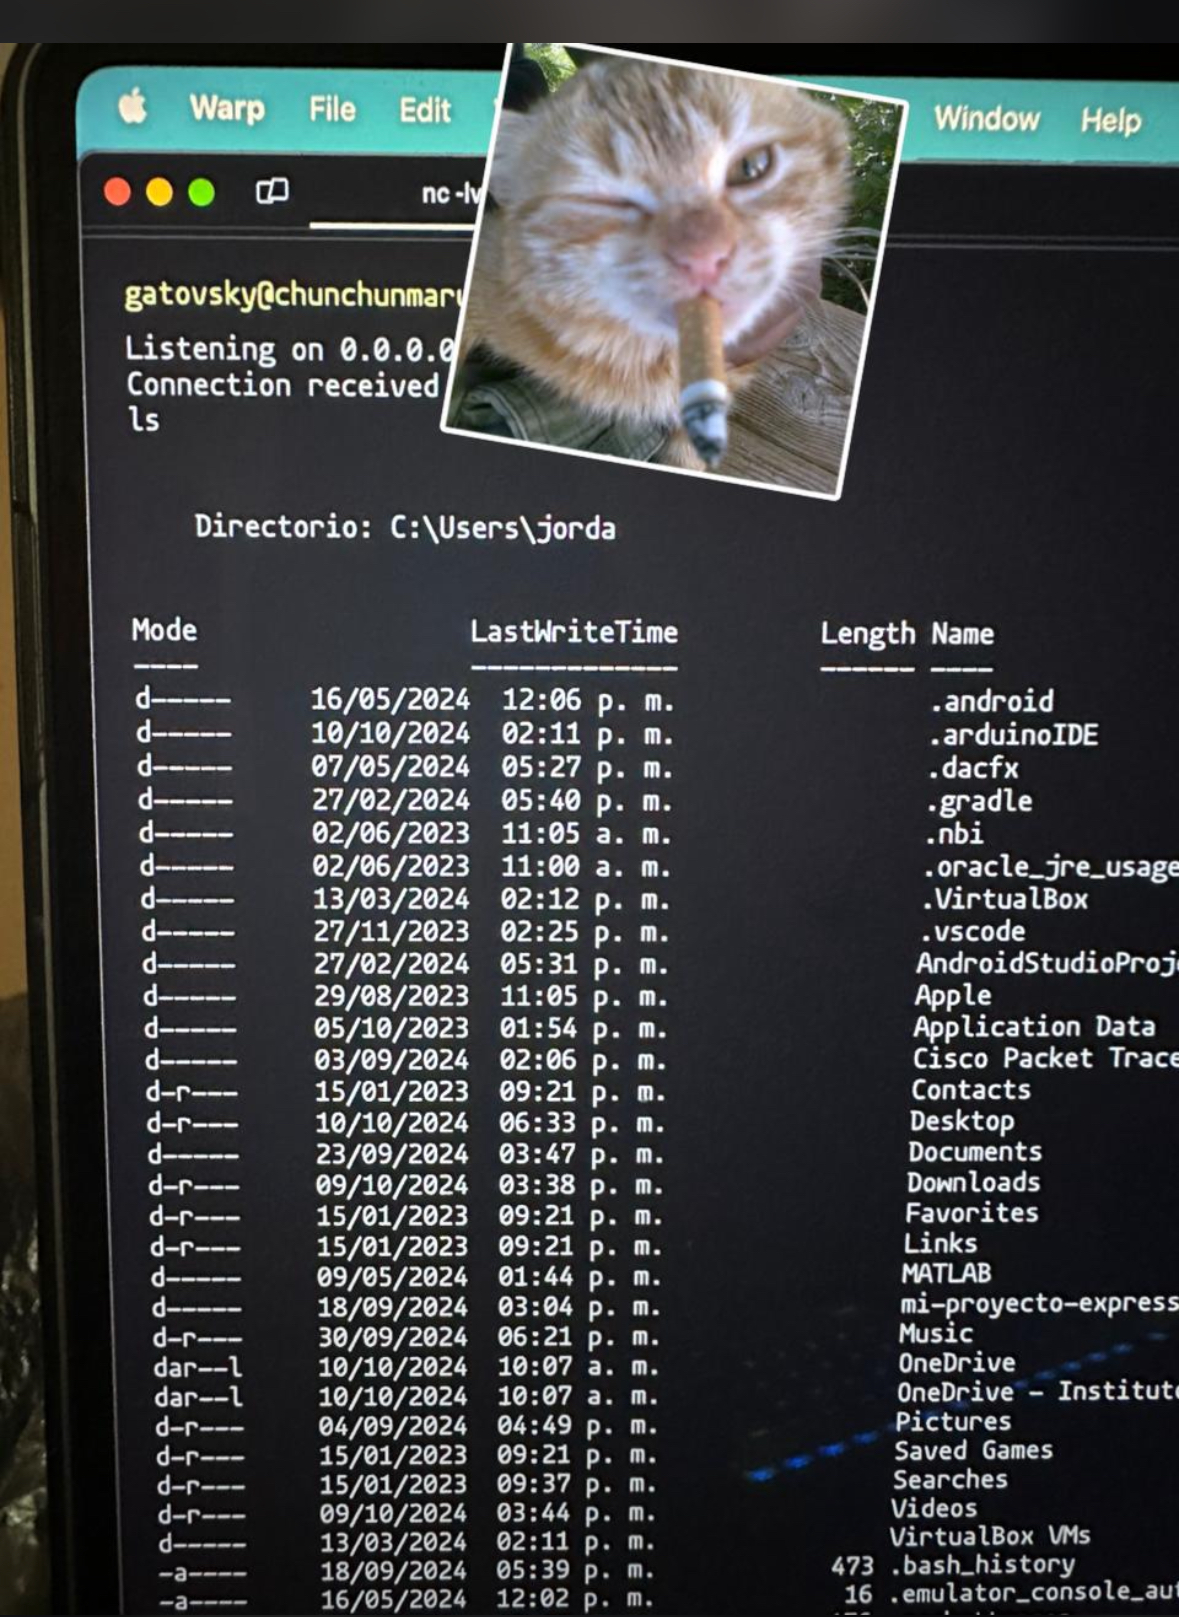 Warp File Edit Window Help
nc -lv
gatovsky@chunchunmaru
Listening on 0.0.0.0
Connection received
ls
Directorio: C:\Users\jorda
Mode LastWriteTime Length Name
---- ------------- ------ ----
d----- 16/05/2024 12:06 p. m. .android
d----- 10/10/2024 02:11 p. m. .arduinoIDE
d----- 07/05/2024 05:27 p. m. .dacfx
d----- 27/02/2024 05:40 p. m. .gradle
d----- 02/06/2023 11:05 a. m. .nbi
d----- 02/06/2023 11:00 a. m. .oracle_jre_usage
d----- 13/03/2024 02:12 p. m. .VirtualBox
d----- 27/11/2023 02:25 p. m. .vscode
d----- 27/02/2024 05:31 p. m. AndroidStudioProj
d----- 29/08/2023 11:05 p. m. Apple
d----- 05/10/2023 01:54 p. m. Application Data
d----- 03/09/2024 02:06 p. m. Cisco Packet Trace
d-r--- 15/01/2023 09:21 p. m. Contacts
d-r--- 10/10/2024 06:33 p. m. Desktop
d----- 23/09/2024 03:47 p. m. Documents
d-r--- 09/10/2024 03:38 p. m. Downloads
d-r--- 15/01/2023 09:21 p. m. Favorites
d-r--- 15/01/2023 09:21 p. m. Links
d----- 09/05/2024 01:44 p. m. MATLAB
d----- 18/09/2024 03:04 p. m. mi-proyecto-express
d-r--- 30/09/2024 06:21 p. m. Music
dar--l 10/10/2024 10:07 a. m. OneDrive
dar--l 10/10/2024 10:07 a. m. OneDrive - Institut
d-r--- 04/09/2024 04:49 p. m. Pictures
d-r--- 15/01/2023 09:21 p. m. Saved Games
d-r--- 15/01/2023 09:37 p. m. Searches
d-r--- 09/10/2024 03:44 p. m. Videos
d----- 13/03/2024 02:11 p. m. VirtualBox VMs
-a---- 18/09/2024 05:39 p. m. 473 .bash_history
-a---- 16/05/2024 12:02 p. m. 16 .emulator_console_aut